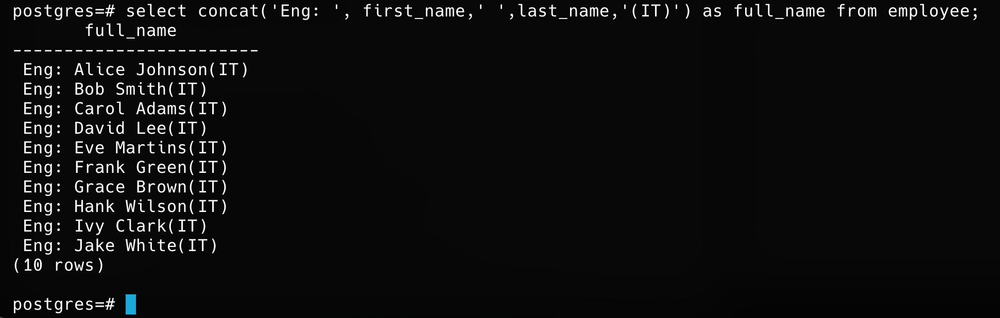 postgres=# select concat('Eng: ', first_name,' ',last_name,'(IT)') as full_name from employee;
       full_name
------------------------
 Eng: Alice Johnson(IT)
 Eng: Bob Smith(IT)
 Eng: Carol Adams(IT)
 Eng: David Lee(IT)
 Eng: Eve Martins(IT)
 Eng: Frank Green(IT)
 Eng: Grace Brown(IT)
 Eng: Hank Wilson(IT)
 Eng: Ivy Clark(IT)
 Eng: Jake White(IT)
(10 rows)

postgres=#